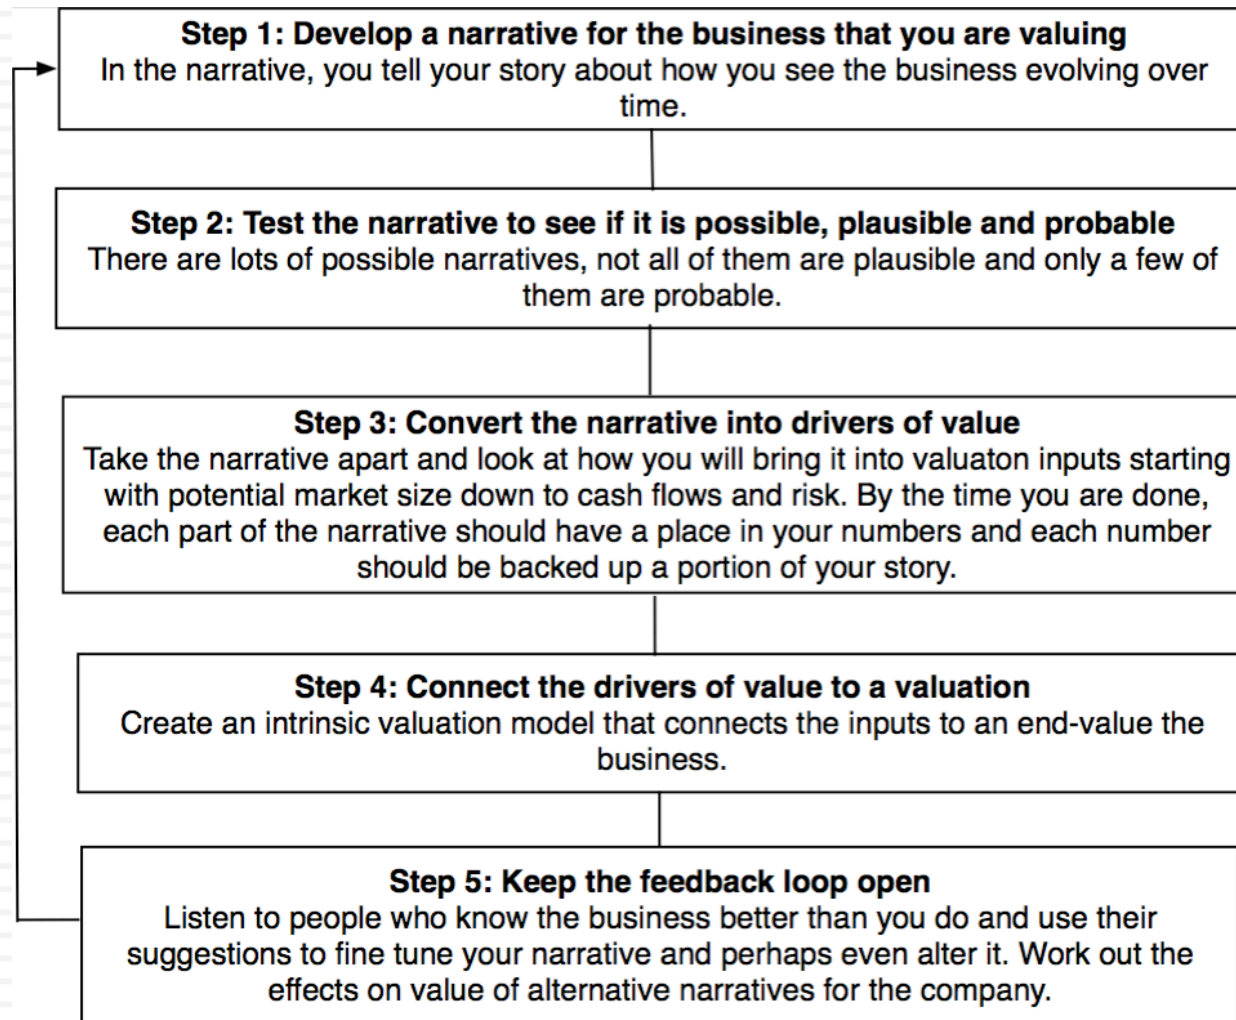 Step 1: Develop a narrative for the business that you are valuing
In the narrative, you tell your story about how you see the business evolving over
time.
Step 2: Test the narrative to see if it is possible, plausible and probable
There are lots of possible narratives, not all of them are plausible and only a few of
them are probable.
Step 3: Convert the narrative into drivers of value
Take the narrative apart and look at how you will bring it into valuaton inputs starting
with potential market size down to cash flows and risk. By the time you are done,
each part of the narrative should have a place in your numbers and each number
should be backed up a portion of your story.
Step 4: Connect the drivers of value to a valuation
Create an intrinsic valuation model that connects the inputs to an end-value the
business.
Step 5: Keep the feedback loop open
Listen to people who know the business better than you do and use their
suggestions to fine tune your narrative and perhaps even alter it. Work out the
effects on value of alternative narratives for the company.